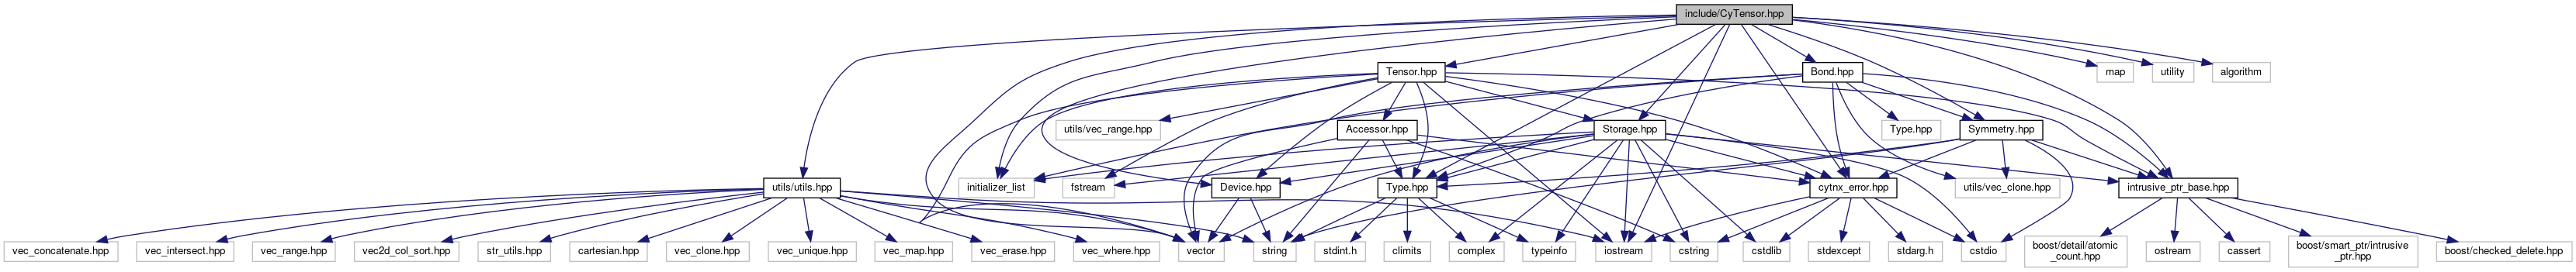 include/CyTensor.hpp
Tensor.hpp
Bond.hpp
map
utility
algorithm
utils/vec_range.hpp
Accessor.hpp
Storage.hpp
Type.hpp
Symmetry.hpp
utils/utils.hpp
initializer_list
fstream
Device.hpp
Type.hpp
cytnx_error.hpp
utils/vec_clone.hpp
intrusive_ptr_base.hpp
vec_concatenate.hpp
vec_intersect.hpp
vec_range.hpp
vec2d_col_sort.hpp
str_utils.hpp
cartesian.hpp
vec_clone.hpp
vec_unique.hpp
vec_map.hpp
vec_erase.hpp
vec_where.hpp
vector
string
stdint.h
climits
complex
typeinfo
iostream
cstring
cstdlib
stdexcept
stdarg.h
cstdio
boost/detail/atomic
_count.hpp
ostream
cassert
boost/smart_ptr/intrusive
_ptr.hpp
boost/checked_delete.hpp